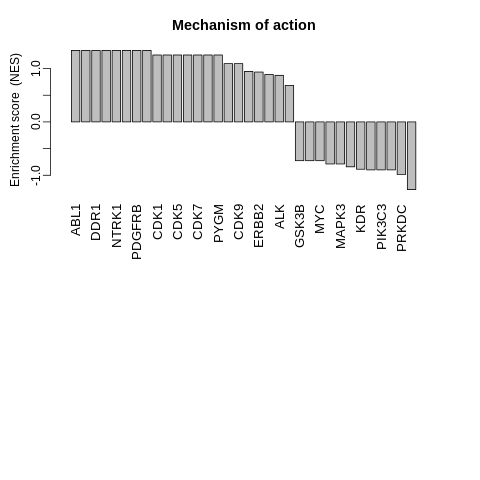 Mechanism of action
Enrichment score (NES)
1.0
0.0
-1.0
ABL1
DDR1
NTRK1
PDGFRB
CDK1
CDK5
CDK7
PYGM
CDK9
ERBB2
ALK
GSK3B
MYC
MAPK3
KDR
PIK3C3
PRKDC